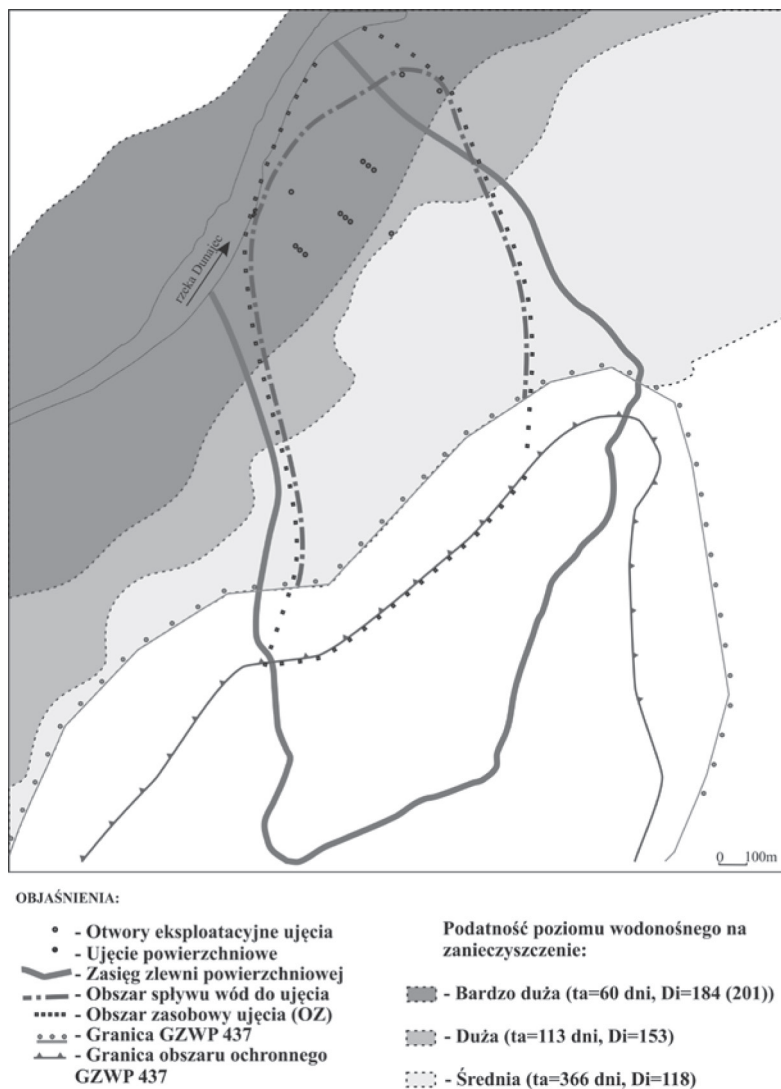 rzeka Dunajec
0 100m
OBJAŚNIENIA:
- Otwory eksploatacyjne ujęcia
- Ujęcie powierzchniowe
- Zasięg zlewni powierzchniowej
- Obszar spływu wód do ujęcia
- Obszar zasobowy ujęcia (OZ)
- Granica GZWP 437
- Granica obszaru ochronnego
GZWP 437
Podatność poziomu wodonośnego na
zanieczyszczenie:
- Bardzo duża (ta=60 dni, Di=184 (201))
- Duża (ta=113 dni, Di=153)
- Średnia (ta=366 dni, Di=118)